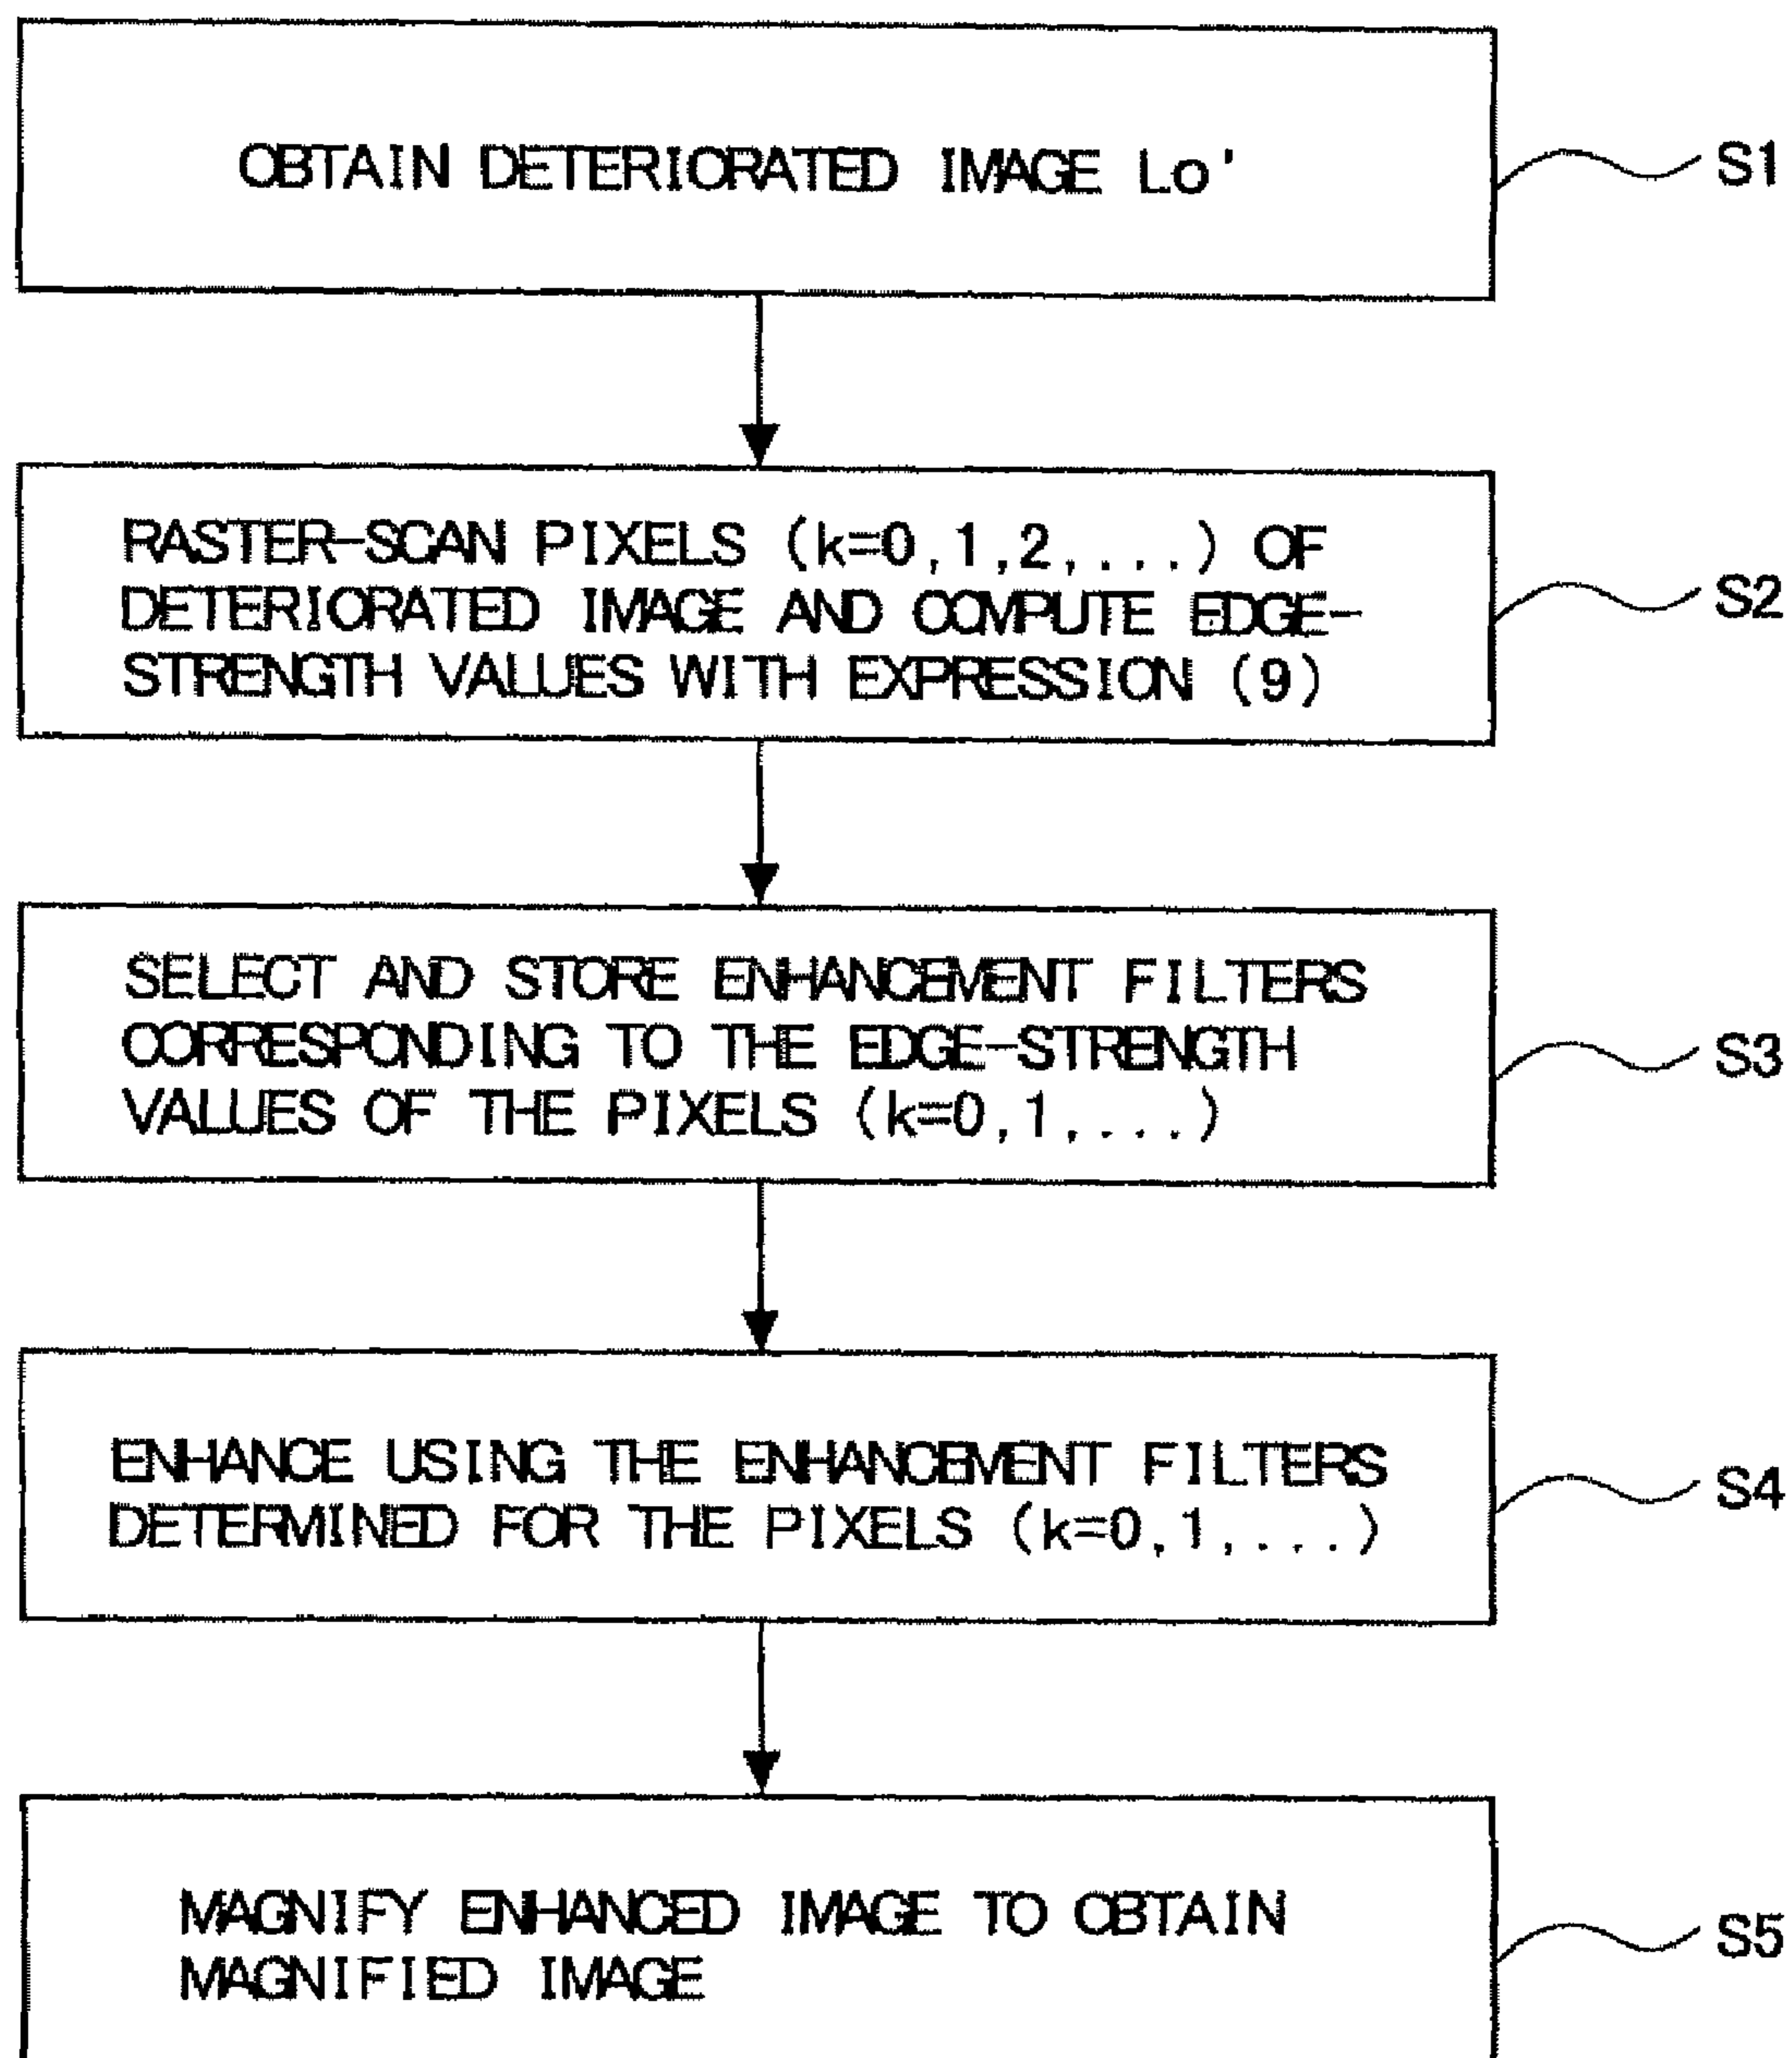 OBTAIN DETERIORATED IMAGE Lo'
S1
RASTER-SCAN PIXELS (k=0,1,2,...) OF
DETERIORATED IMAGE AND COMPUTE EDGE-
STRENGTH VALUES WITH EXPRESSION (9)
S2
SELECT AND STORE ENHANCEMENT FILTERS
CORRESPONDING TO THE EDGE-STRENGTH
VALUES OF THE PIXELS (k=0,1,....)
S3
ENHANCE USING THE ENHANCEMENT FILTERS
DETERMINED FOR THE PIXELS (k=0,1,...)
S4
MAGNIFY ENHANCED IMAGE TO OBTAIN
MAGNIFIED IMAGE
S5